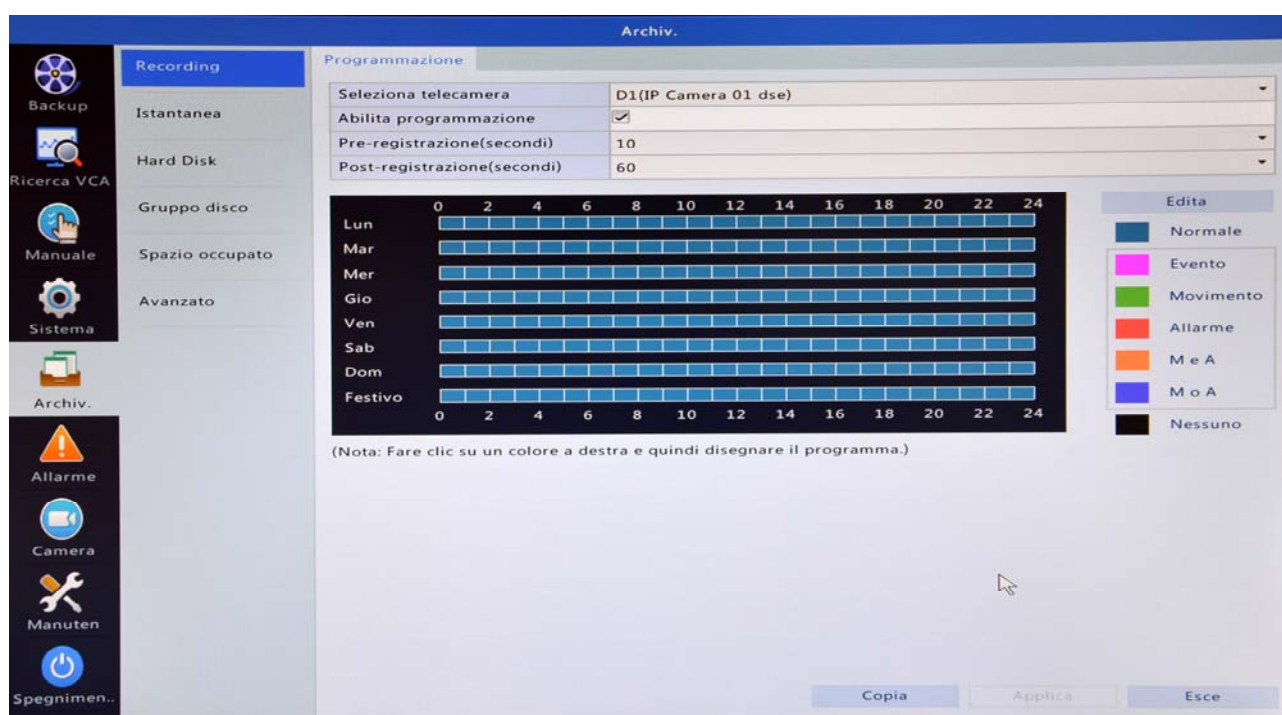 Archiv.
Backup
Ricerca VCA
Manuale
Sistema
Archiv.
Allarme
Camera
Manuten
Spegnimen..
Recording
Istantanea
Hard Disk
Gruppo disco
Spazio occupato
Avanzato
Programmazione
Seleziona telecamera D1(IP Camera 01 dse)
Abilita programmazione
Pre-registrazione(secondi) 10
Post-registrazione(secondi) 60
0 2 4 6 8 10 12 14 16 18 20 22 24
Lun
Mar
Mer
Gio
Ven
Sab
Dom
Festivo
0 2 4 6 8 10 12 14 16 18 20 22 24
Edita
Normale
Evento
Movimento
Allarme
M e A
M o A
Nessuno
(Nota: Fare clic su un colore a destra e quindi disegnare il programma.)
Copia Applica Esce